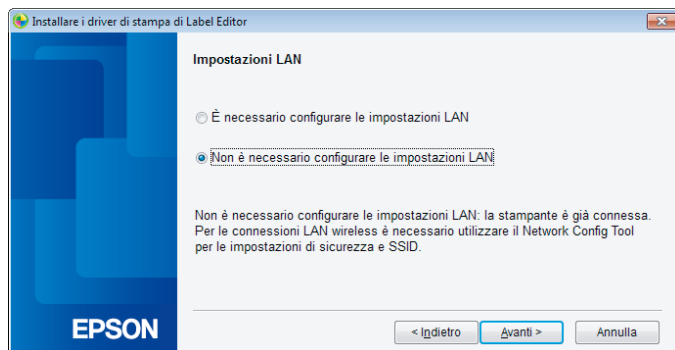 Installare i driver di stampa di Label Editor
Impostazioni LAN
È necessario configurare le impostazioni LAN
Non è necessario configurare le impostazioni LAN
Non è necessario configurare le impostazioni LAN: la stampante è già connessa.
Per le connessioni LAN wireless è necessario utilizzare il Network Config Tool
per le impostazioni di sicurezza e SSID.
EPSON
< Indietro
Avanti >
Annulla